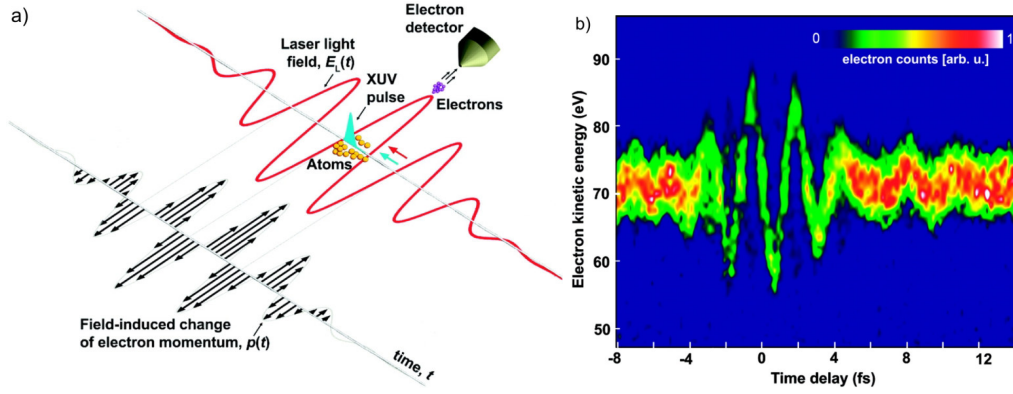 a)
Laser light
field, E_L(t)
XUV
pulse
Electron
detector
Electrons
Atoms
Field-induced change
of electron momentum, p(t)
time, t
b)
0
1
electron counts [arb. u.]
Electron kinetic energy (eV)
90
80
70
60
50
-8
-4
0
4
8
12
Time delay (fs)